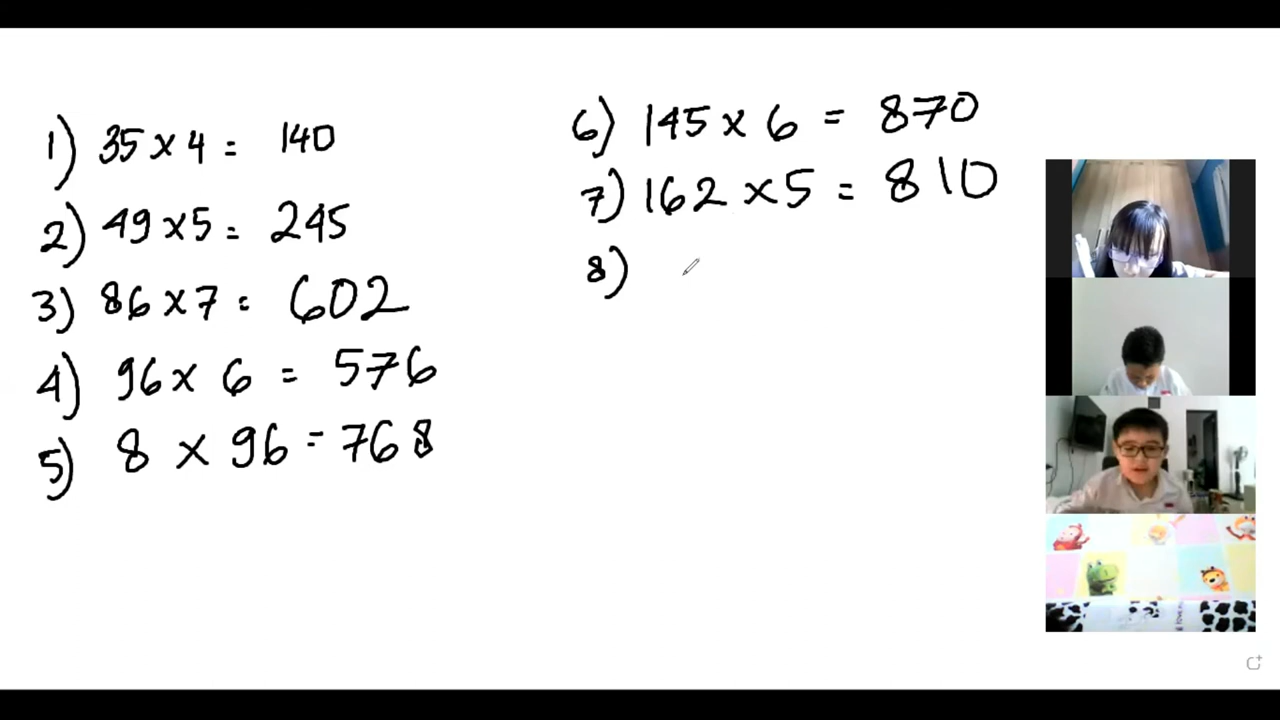 1) 35 x 4 = 140
2) 49 x 5 = 245
3) 86 x 7 = 602
4) 96 x 6 = 576
5) 8 x 96 = 768
6) 145 x 6 = 870
7) 162 x 5 = 810
8)